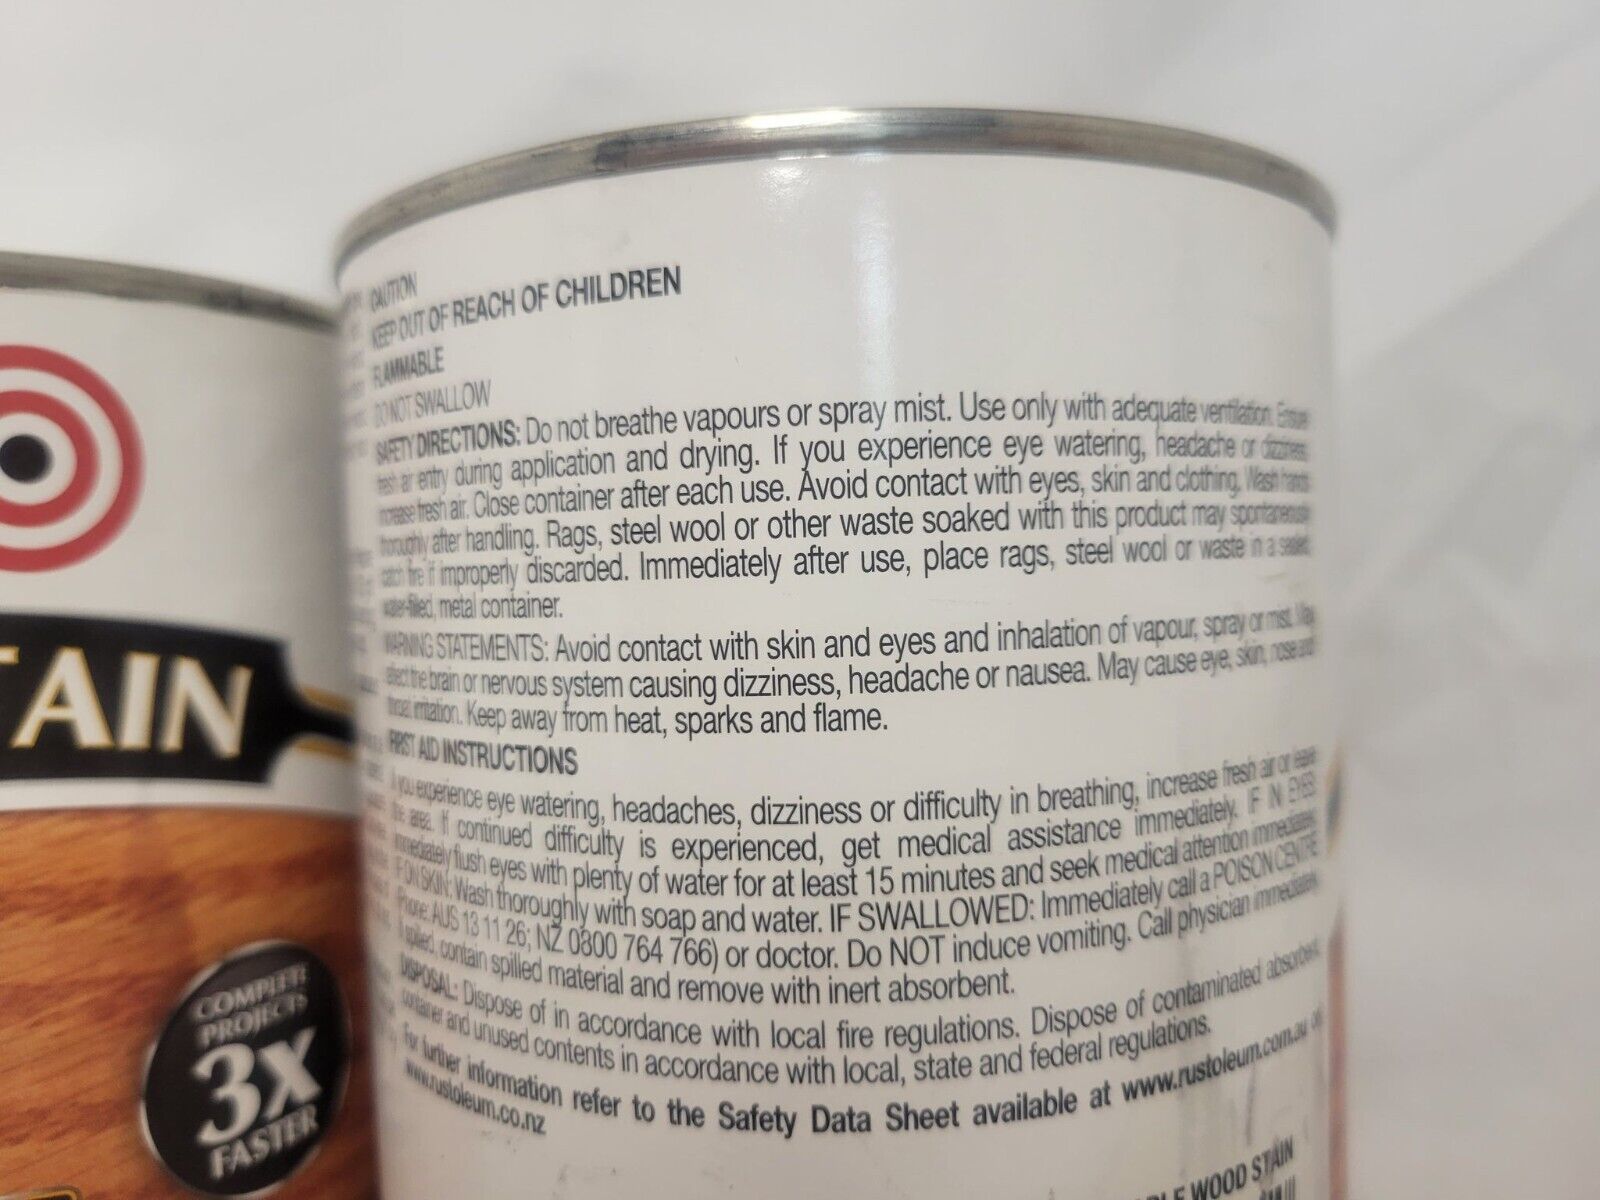 CAUTION
KEEP OUT OF REACH OF CHILDREN
FLAMMABLE
DO NOT SWALLOW
SAFETY DIRECTIONS: Do not breathe vapours or spray mist. Use only with adequate ventilation. Ensure
fresh air entry during application and drying. If you experience eye watering, headache or dizziness,
increase fresh air. Close container after each use. Avoid contact with eyes, skin and clothing. Wash hands
thoroughly after handling. Rags, steel wool or other waste soaked with this product may spontaneously
catch fire if improperly discarded. Immediately after use, place rags, steel wool or waste in a sealed,
water-filled, metal container.
WARNING STATEMENTS: Avoid contact with skin and eyes and inhalation of vapour, spray or mist. May
affect the brain or nervous system causing dizziness, headache or nausea. May cause eye, skin, nose and
throat irritation. Keep away from heat, sparks and flame.
FIRST AID INSTRUCTIONS
If you experience eye watering, headaches, dizziness or difficulty in breathing, increase fresh air or leave
the area. If continued difficulty is experienced, get medical assistance immediately. IF IN EYES:
Immediately flush eyes with plenty of water for at least 15 minutes and seek medical attention immediately.
IF ON SKIN: Wash thoroughly with soap and water. IF SWALLOWED: Immediately call a POISON CENTRE
(Phone: AUS 13 11 26; NZ 0800 764 766) or doctor. Do NOT induce vomiting. Call physician immediately.
If spilled, contain spilled material and remove with inert absorbent.
DISPOSAL: Dispose of in accordance with local fire regulations. Dispose of contaminated absorbent,
container and unused contents in accordance with local, state and federal regulations.
For further information refer to the Safety Data Sheet available at www.rustoleum.com.au or
www.rustoleum.co.nz
WOOD STAIN
TAIN
COMPLETE
PROJECTS
3X
FASTER